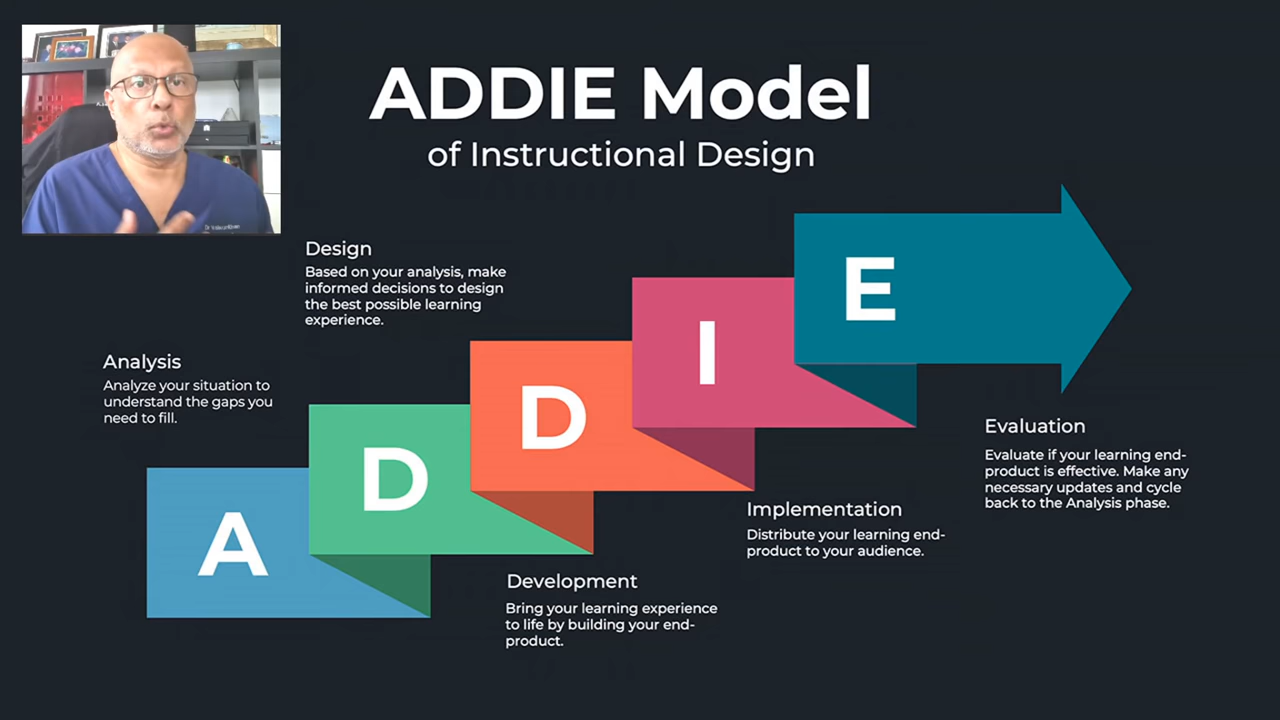 ADDIE Model
of Instructional Design
Design
Based on your analysis, make
informed decisions to design
the best possible learning
experience.
Analysis
Analyze your situation to
understand the gaps you
need to fill.
A
D
D
I
E
Evaluation
Evaluate if your learning end-
product is effective. Make any
necessary updates and cycle
back to the Analysis phase.
Implementation
Distribute your learning end-
product to your audience.
Development
Bring your learning experience
to life by building your end-
product.